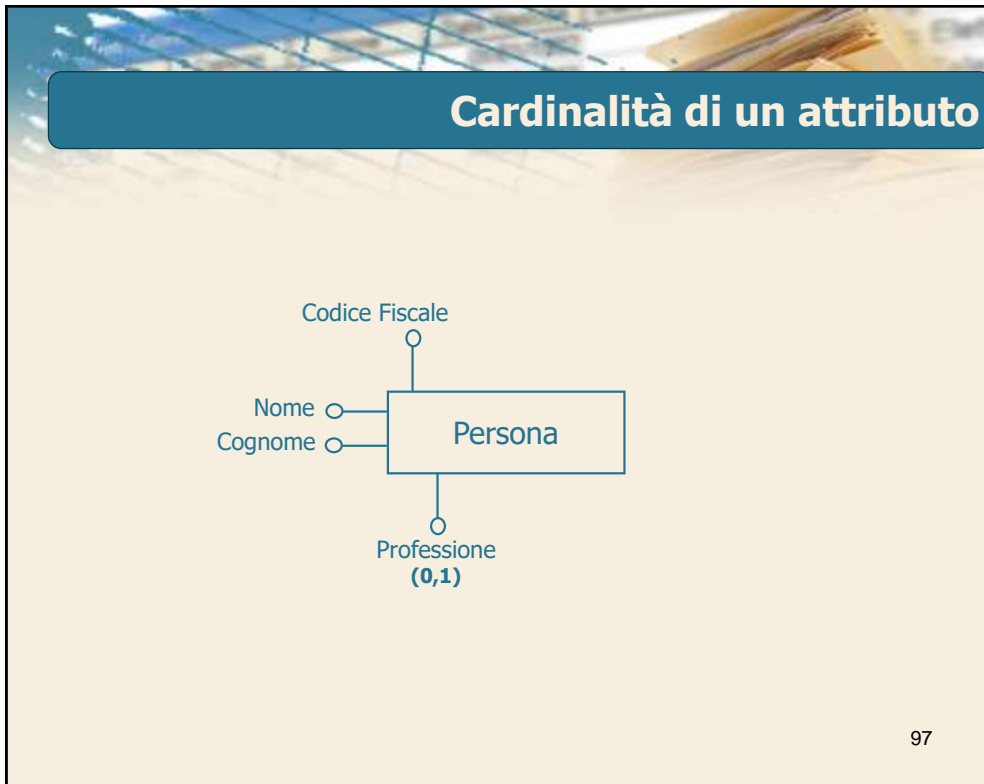 Cardinalità di un attributo
Codice Fiscale
Nome
Cognome
Persona
Professione
(0,1)
97